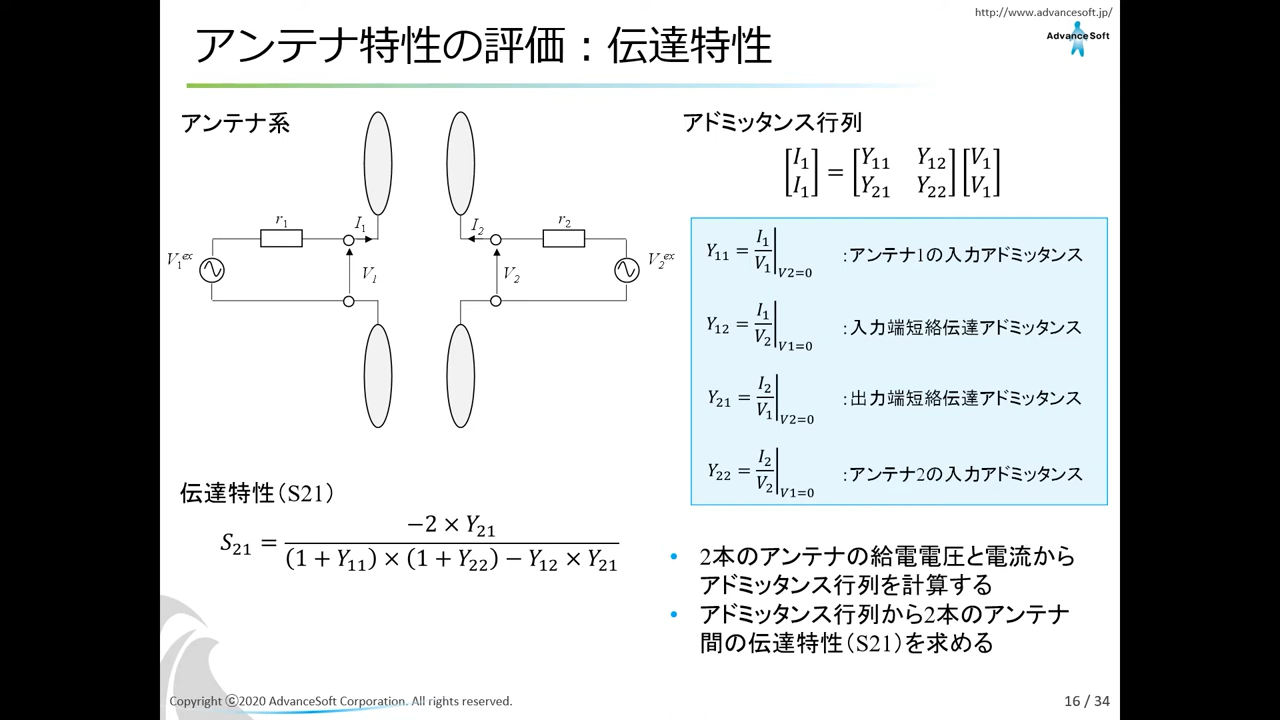 http://www.advancesoft.jp/
AdvanceSoft
アンテナ特性の評価：伝達特性
アンテナ系
r1
I1
V1ex
V1
I2
r2
V2
V2ex
伝達特性（S21）
S21 = −2 × Y21 / (1 + Y11) × (1 + Y22) − Y12 × Y21
アドミッタンス行列
[I1 I1] = [Y11 Y12 Y21 Y22] [V1 V1]
Y11 = I1/V1 |V2=0 ：アンテナ1の入力アドミッタンス
Y12 = I1/V2 |V1=0 ：入力端短絡伝達アドミッタンス
Y21 = I2/V1 |V2=0 ：出力端短絡伝達アドミッタンス
Y22 = I2/V2 |V1=0 ：アンテナ2の入力アドミッタンス
• 2本のアンテナの給電電圧と電流から
アドミッタンス行列を計算する
• アドミッタンス行列から2本のアンテナ
間の伝達特性（S21）を求める
Copyright ⓒ2020 AdvanceSoft Corporation. All rights reserved.
16 / 34